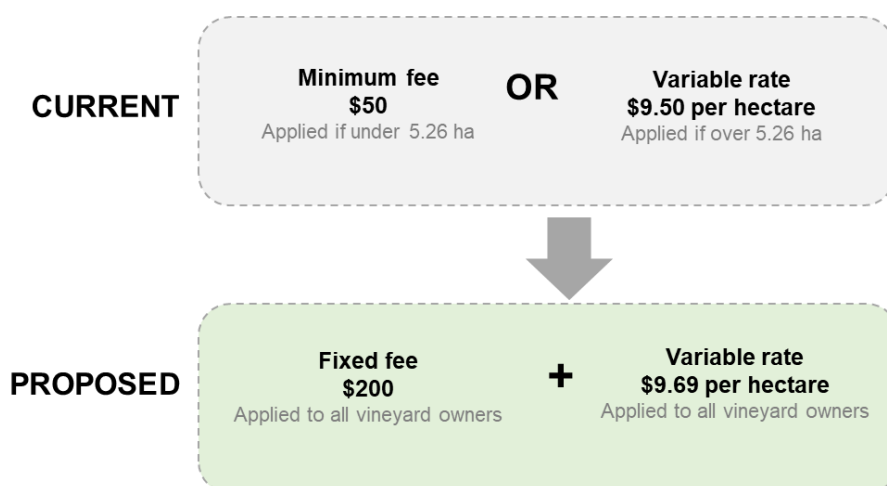 CURRENT
Minimum fee
$50
Applied if under 5.26 ha
OR
Variable rate
$9.50 per hectare
Applied if over 5.26 ha
PROPOSED
Fixed fee
$200
Applied to all vineyard owners
+
Variable rate
$9.69 per hectare
Applied to all vineyard owners